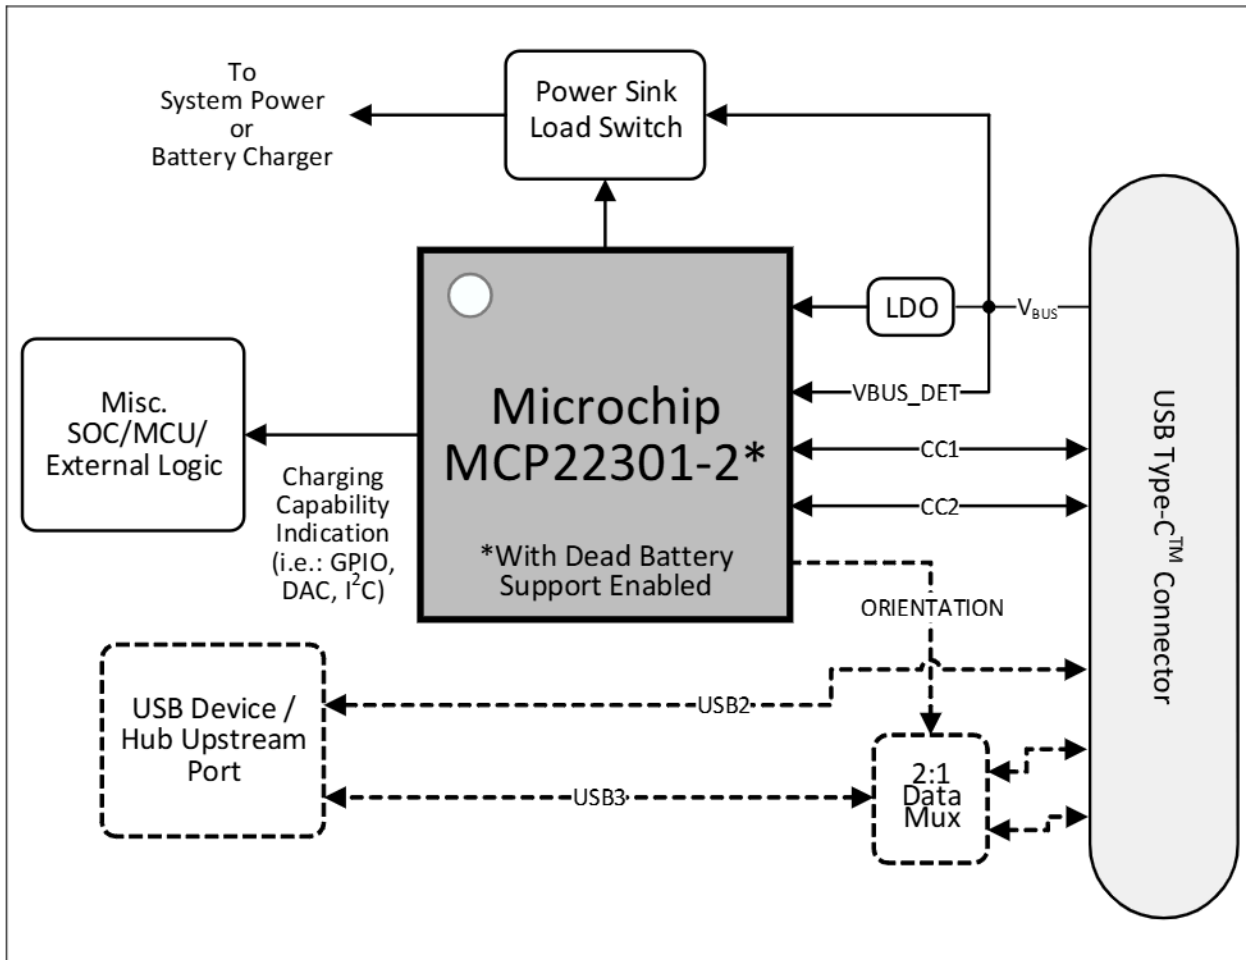 To
System Power
or
Battery Charger
Power Sink
Load Switch
LDO
VBUS
VBUS_DET
CC1
CC2
Microchip
MCP22301-2*
*With Dead Battery
Support Enabled
Misc.
SOC/MCU/
External Logic
Charging
Capability
Indication
(i.e.: GPIO,
DAC, I²C)
ORIENTATION
USB Type-C™ Connector
USB Device /
Hub Upstream
Port
USB2
USB3
2:1
Data
Mux